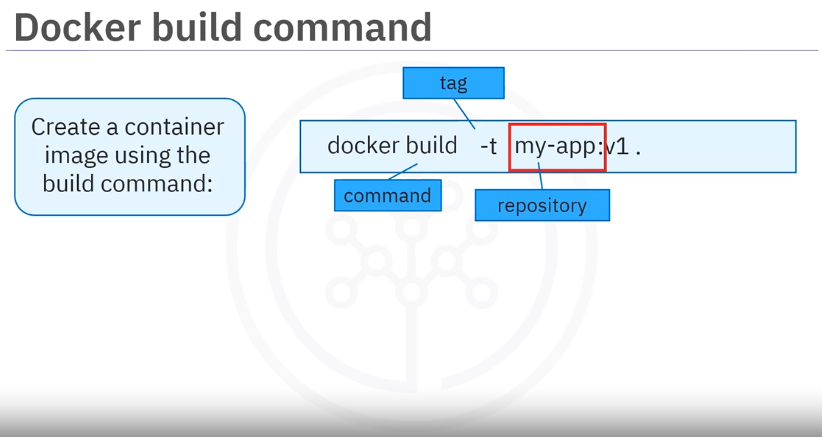 Docker build command
tag
Create a container
image using the
build command:
docker build -t my-app:v1 .
command
repository